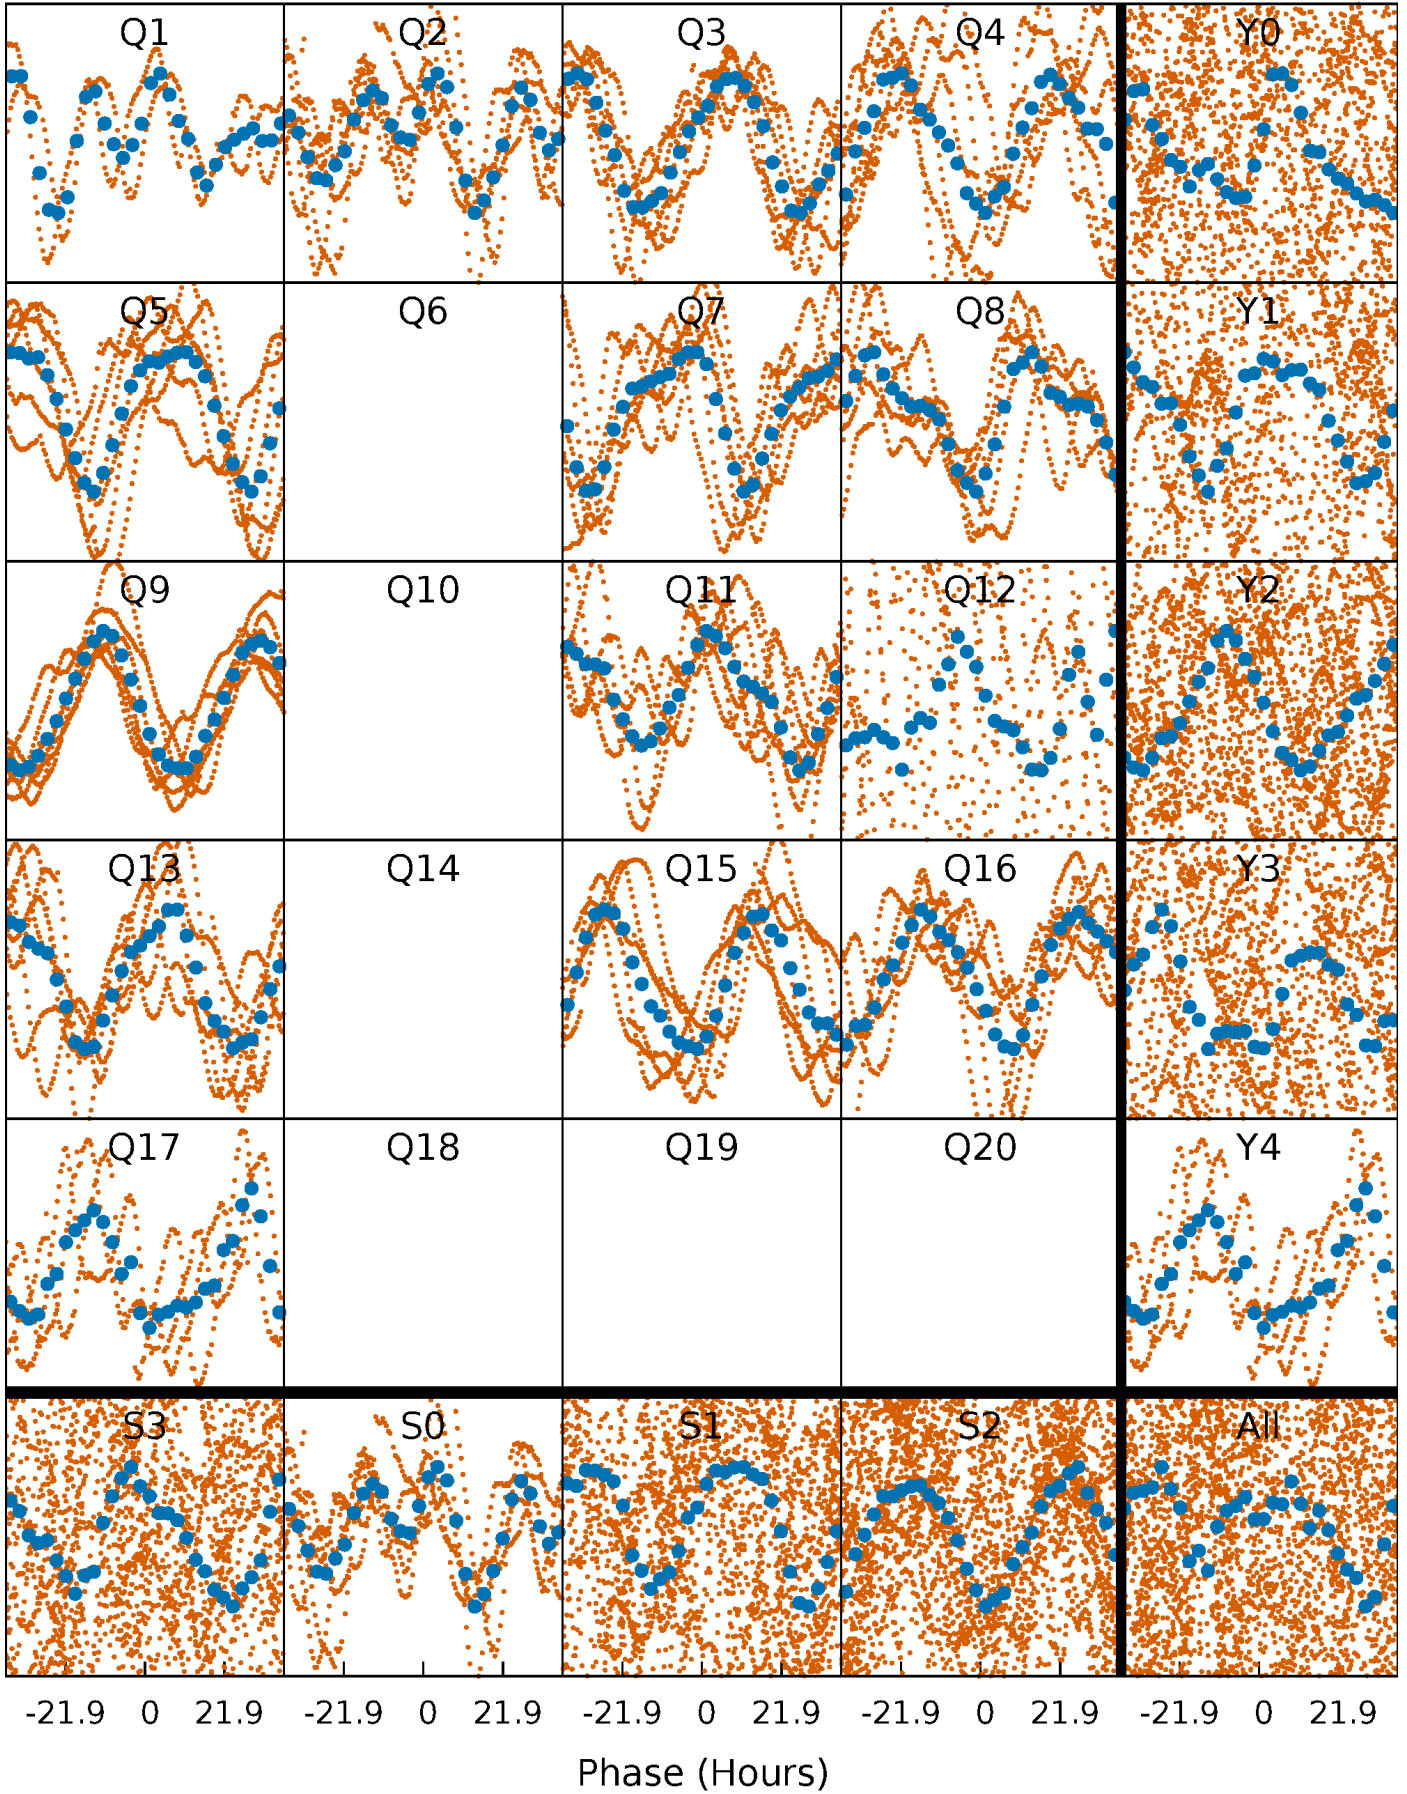 Q1 Q2 Q3 Q4 Y0
Q5 Q6 Q7 Q8 Y1
Q9 Q10 Q11 Q12 Y2
Q13 Q14 Q15 Q16 Y3
Q17 Q18 Q19 Q20 Y4
S3 S0 S1 S2 All
-21.9 0 21.9 -21.9 0 21.9 -21.9 0 21.9 -21.9 0 21.9 -21.9 0 21.9
Phase (Hours)